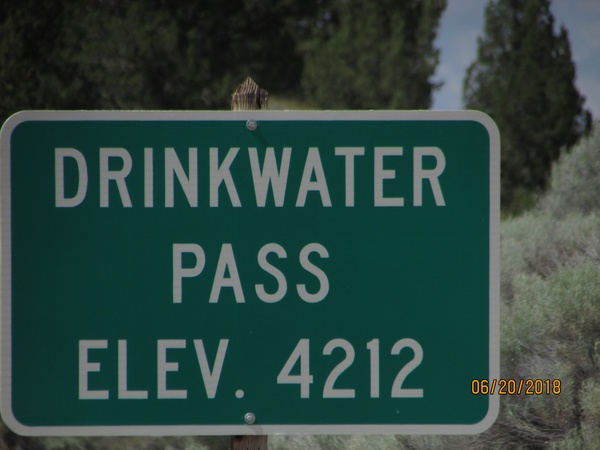 DRINKWATER
PASS
ELEV. 4212
06/20/2018